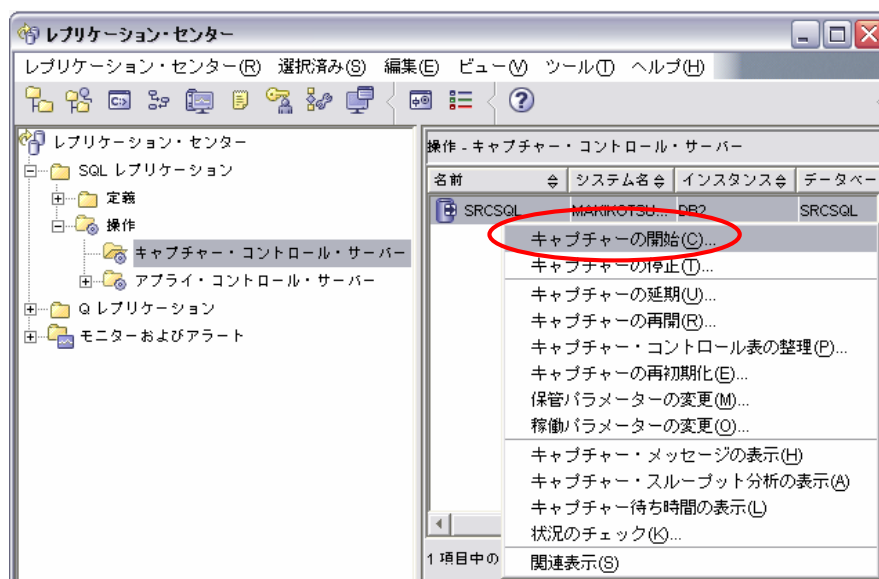 レプリケーション・センター
レプリケーション・センター(R) 選択済み(S) 編集(E) ビュー(V) ツール(T) ヘルプ(H)
レプリケーション・センター
SQL レプリケーション
定義
操作
キャプチャー・コントロール・サーバー
アプライ・コントロール・サーバー
Q レプリケーション
モニターおよびアラート
操作 - キャプチャー・コントロール・サーバー
名前 システム名 インスタンス データベー
SRCSQL MAKIKOTSU... DB2 SRCSQL
キャプチャーの開始(C)...
キャプチャーの停止(T)...
キャプチャーの延期(U)...
キャプチャーの再開(R)...
キャプチャー・コントロール表の整理(P)...
キャプチャーの再初期化(E)...
保管パラメーターの変更(M)...
稼働パラメーターの変更(O)...
キャプチャー・メッセージの表示(H)
キャプチャー・スループット分析の表示(A)
キャプチャー待ち時間の表示(L)
状況のチェック(K)...
関連表示(S)
1 項目中の